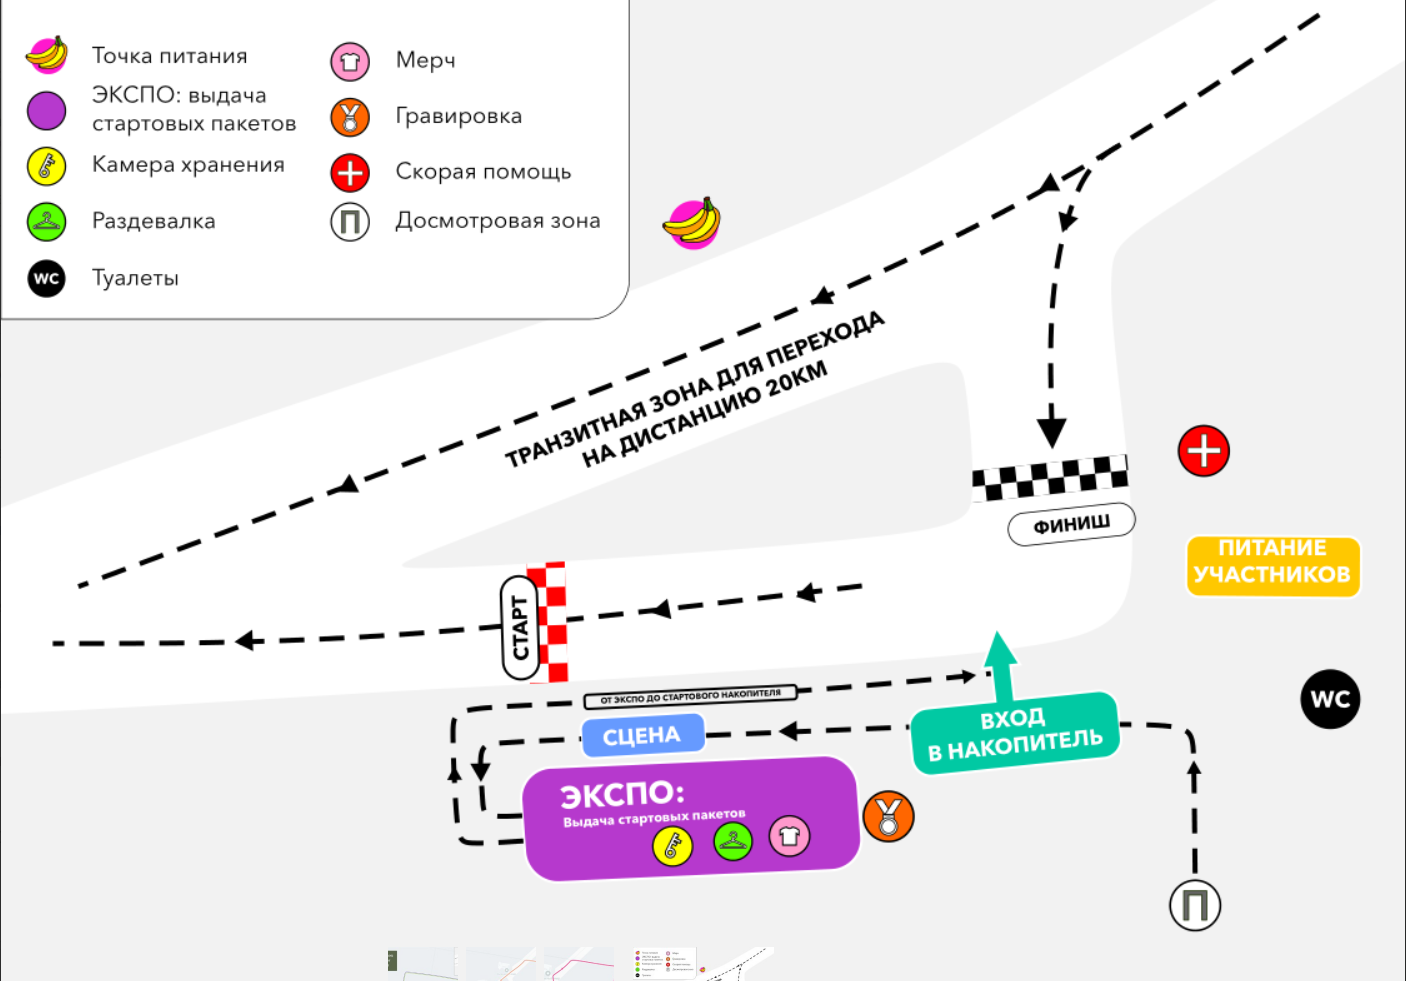 Точка питания
ЭКСПО: выдача
стартовых пакетов
Камера хранения
Раздевалка
WC
Туалеты
Мерч
Гравировка
Скорая помощь
Досмотровая зона
ТРАНЗИТНАЯ ЗОНА ДЛЯ ПЕРЕХОДА
НА ДИСТАНЦИЮ 20КМ
ФИНИШ
ПИТАНИЕ
УЧАСТНИКОВ
СТАРТ
ОТ ЭКСПО ДО СТАРТОВОГО НАКОПИТЕЛЯ
СЦЕНА
ВХОД
В НАКОПИТЕЛЬ
WC
ЭКСПО:
Выдача стартовых пакетов